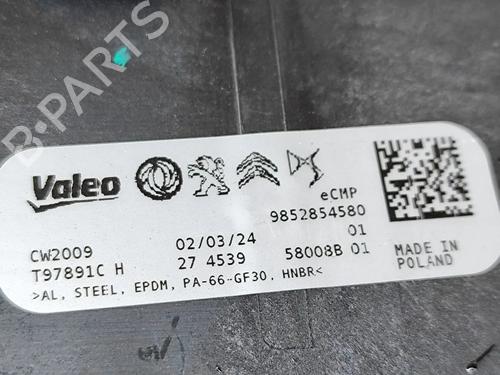 B-PARTS
Valeo
eCMP
9852854580
CW2009 02/03/24 01
T97891C H 27 4539 58008B 01
MADE IN
POLAND
>AL, STEEL, EPDM, PA-66-GF30, HNBR<